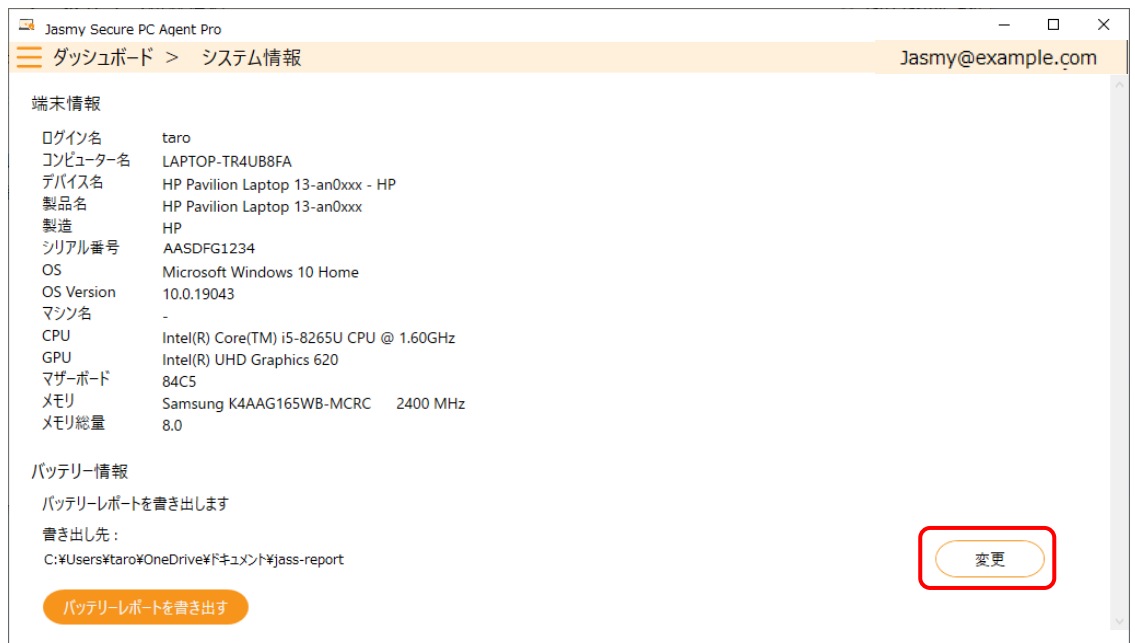 Jasmy Secure PC Agent Pro
ダッシュボード > システム情報 Jasmy@example.com
端末情報
ログイン名 taro
コンピューター名 LAPTOP-TR4UB8FA
デバイス名 HP Pavilion Laptop 13-an0xxx - HP
製品名 HP Pavilion Laptop 13-an0xxx
製造 HP
シリアル番号 AASDFG1234
OS Microsoft Windows 10 Home
OS Version 10.0.19043
マシン名 -
CPU Intel(R) Core(TM) i5-8265U CPU @ 1.60GHz
GPU Intel(R) UHD Graphics 620
マザーボード 84C5
メモリ Samsung K4AAG165WB-MCRC 2400 MHz
メモリ総量 8.0
バッテリー情報
バッテリーレポートを書き出します
書き出し先 :
C:¥Users¥taro¥OneDrive¥ドキュメント¥jass-report
変更
バッテリーレポートを書き出す